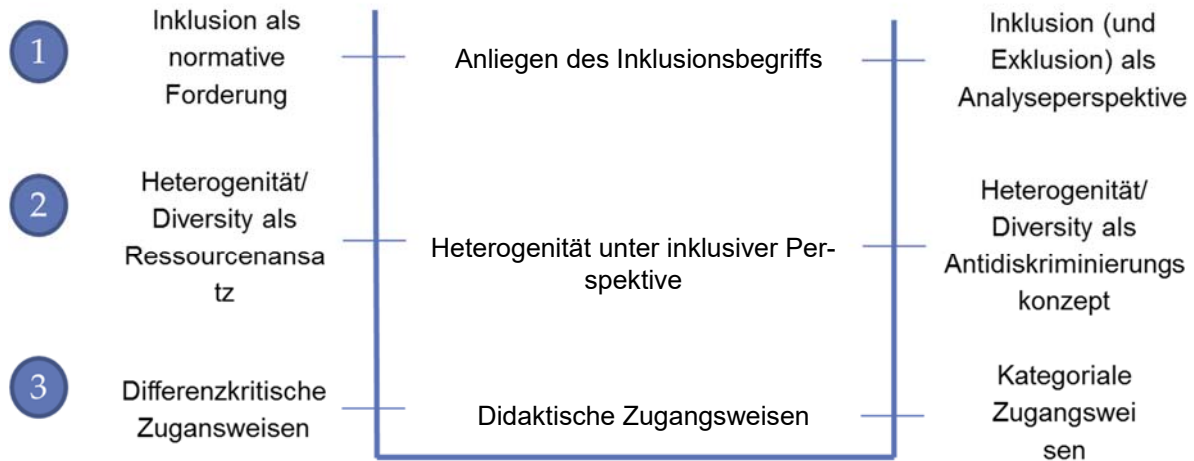 1
Inklusion als
normative
Forderung
Anliegen des Inklusionsbegriffs
Inklusion (und
Exklusion) als
Analyseperspektive
2
Heterogenität/
Diversity als
Ressourcenansa
tz
Heterogenität unter inklusiver Per-
spektive
Heterogenität/
Diversity als
Antidiskriminierungs
konzept
3
Differenzkritische
Zugansweisen
Didaktische Zugangsweisen
Kategoriale
Zugangswei
sen